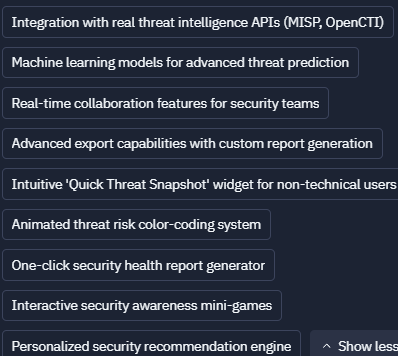 Integration with real threat intelligence APIs (MISP, OpenCTI)
Machine learning models for advanced threat prediction
Real-time collaboration features for security teams
Advanced export capabilities with custom report generation
Intuitive 'Quick Threat Snapshot' widget for non-technical users
Animated threat risk color-coding system
One-click security health report generator
Interactive security awareness mini-games
Personalized security recommendation engine
Show less